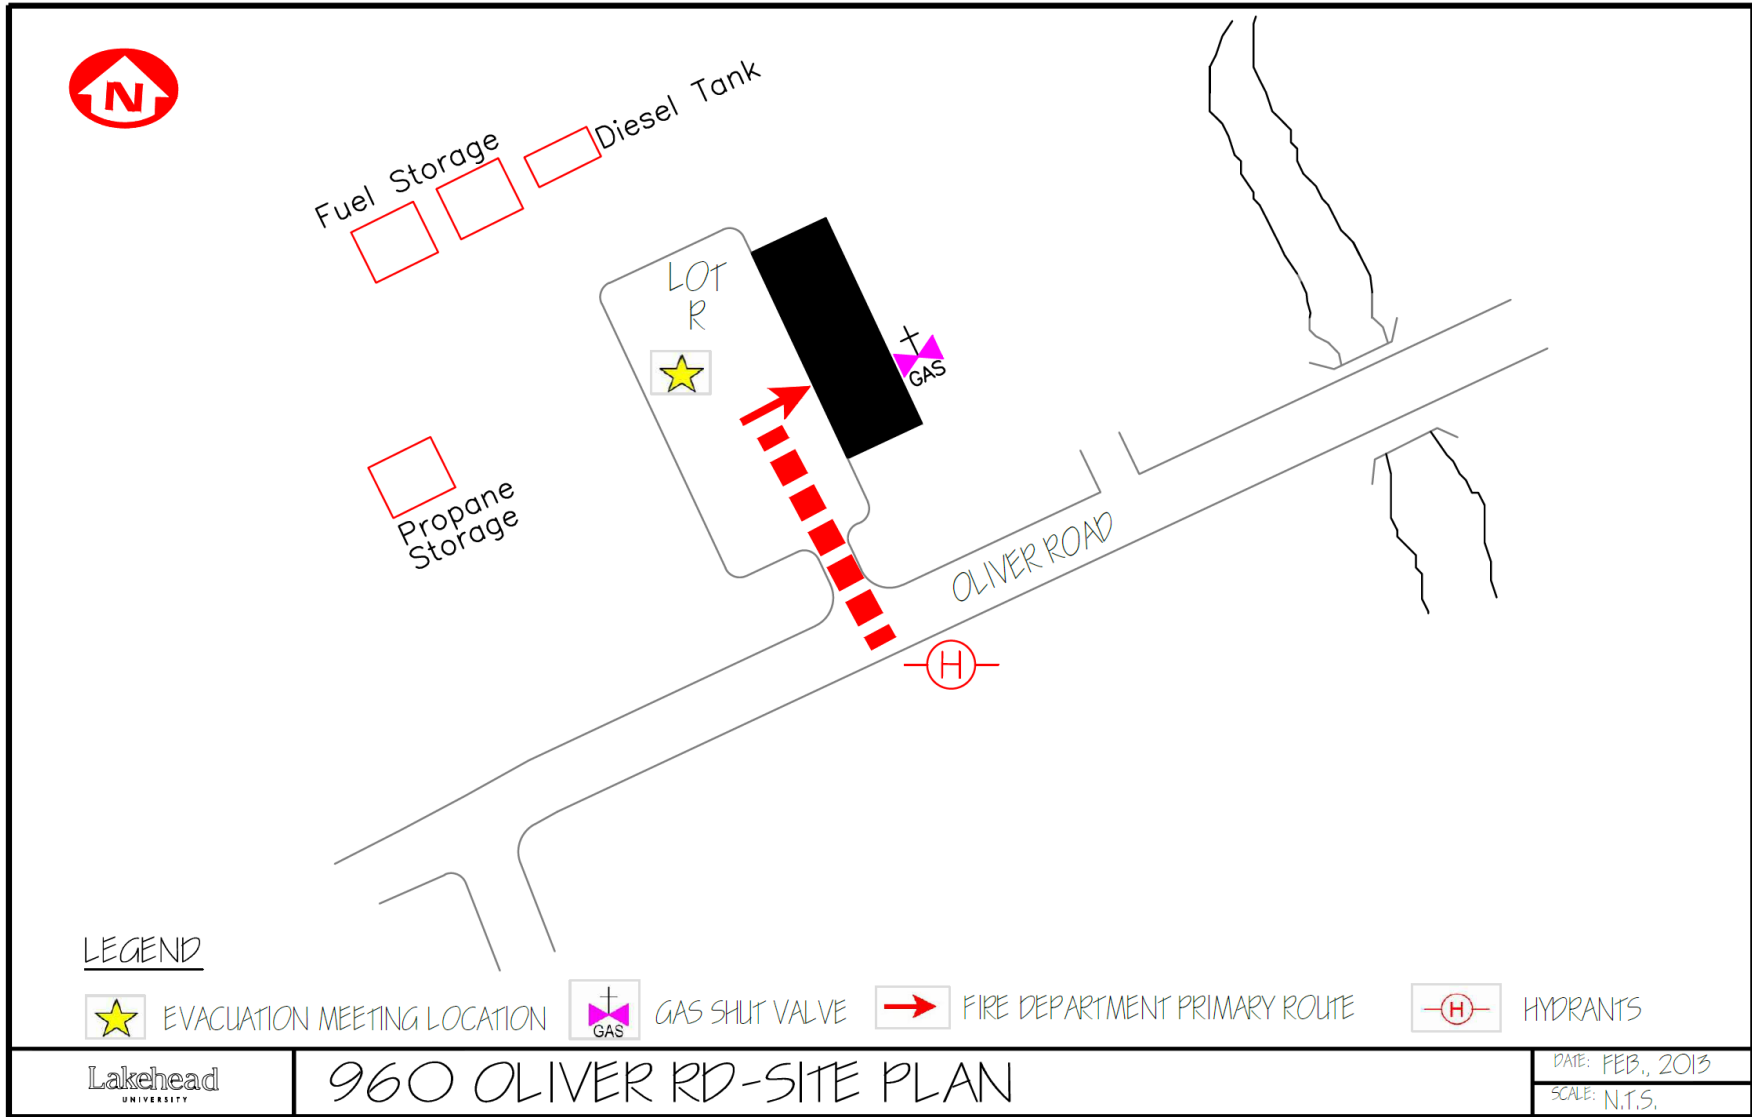 N
Fuel Storage
Diesel Tank
LOT
R
GAS
Propane
Storage
OLIVER ROAD
H
LEGEND
EVACUATION MEETING LOCATION
GAS
GAS SHUT VALVE
FIRE DEPARTMENT PRIMARY ROUTE
H
HYDRANTS
Lakehead
UNIVERSITY
960 OLIVER RD-SITE PLAN
DATE: FEB., 2013
SCALE: N.T.S.